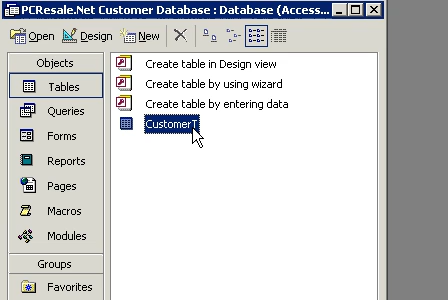 PCResale.Net Customer Database : Database (Access...
Open Design New
Objects
Tables
Queries
Forms
Reports
Pages
Macros
Modules
Groups
Favorites
Create table in Design view
Create table by using wizard
Create table by entering data
CustomerT